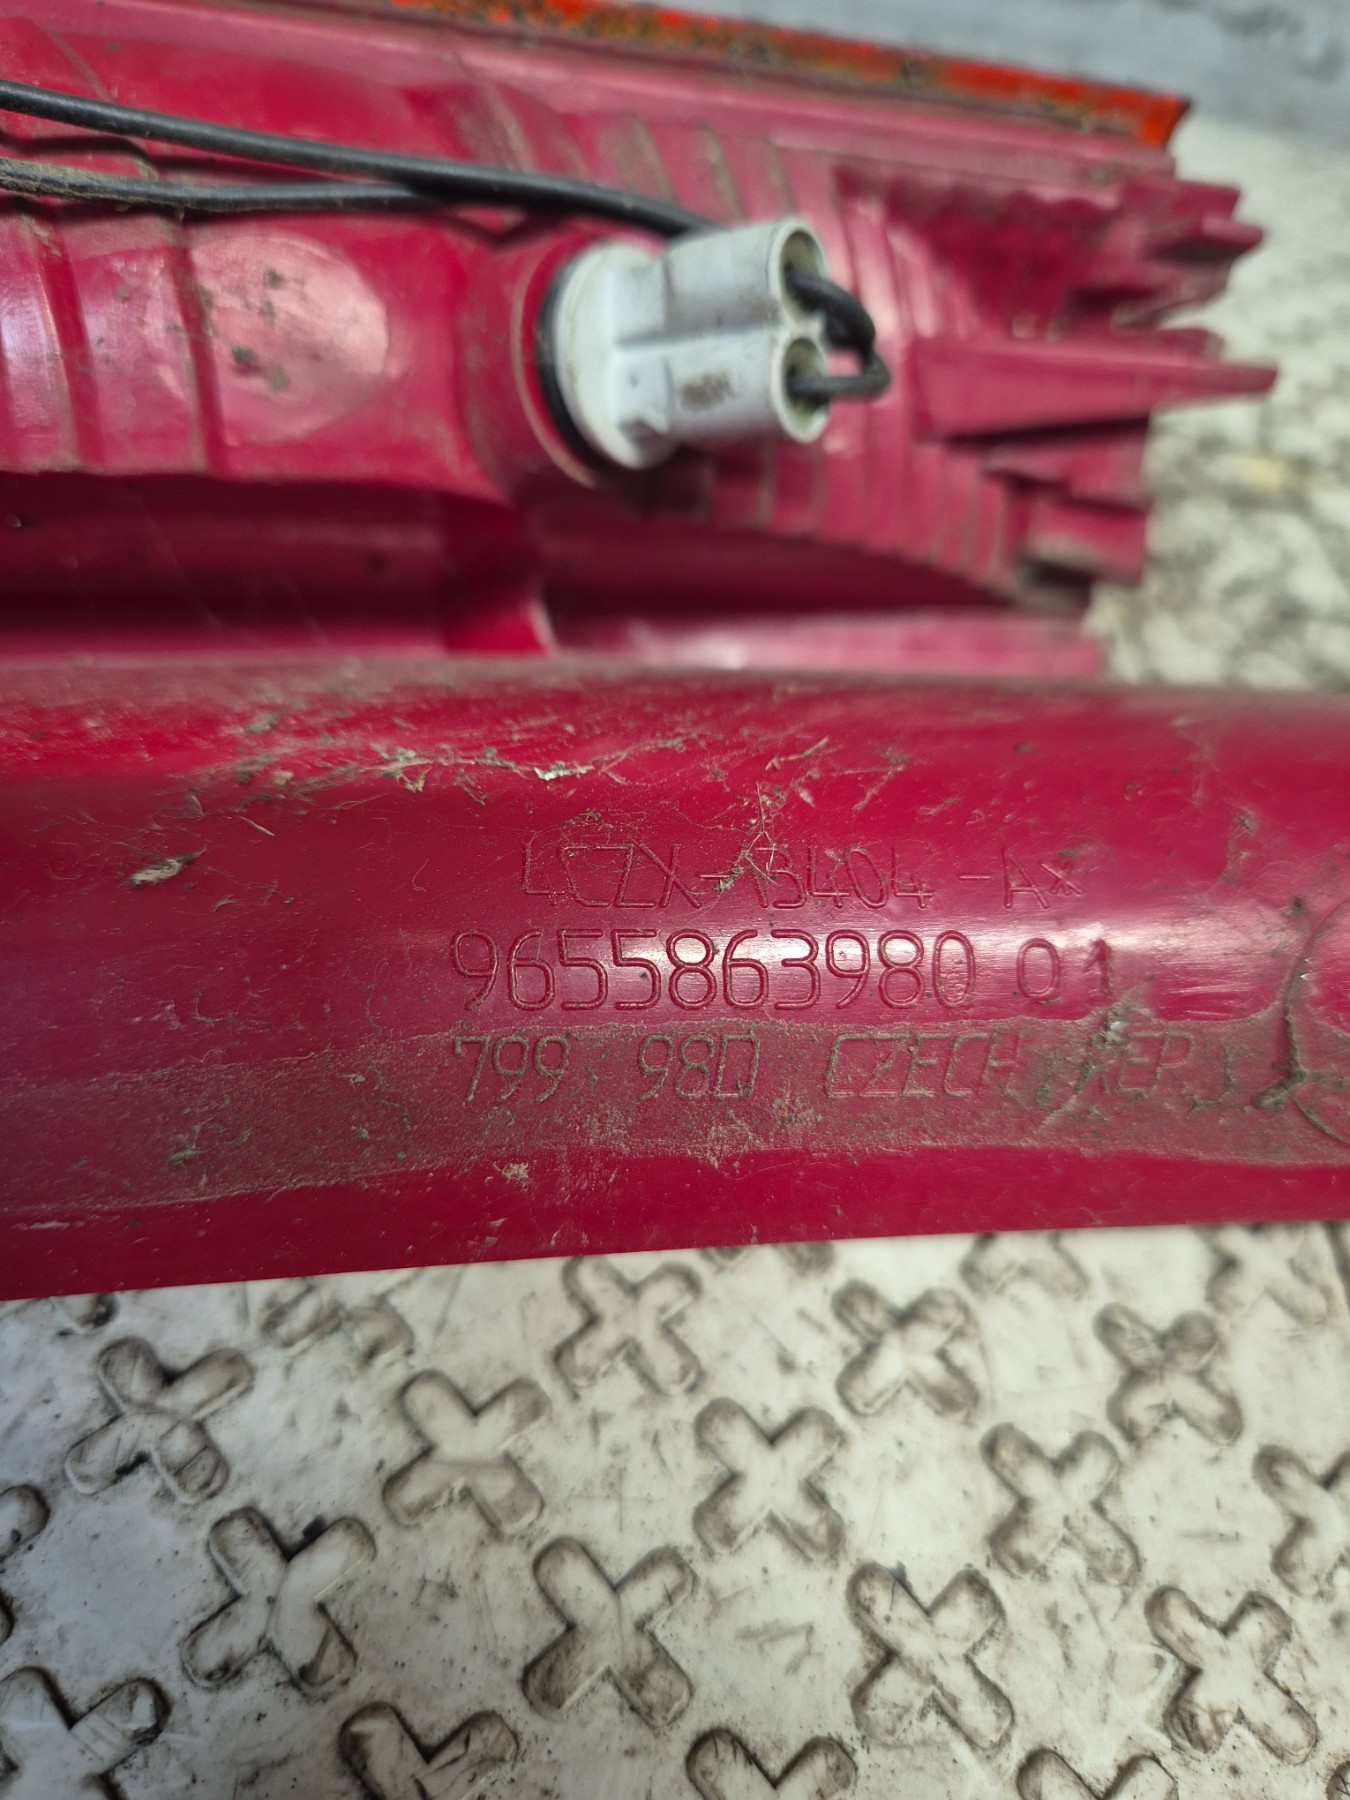 4CZX-13404 -Ax
9655863980 01
799 98D CZECH REP.